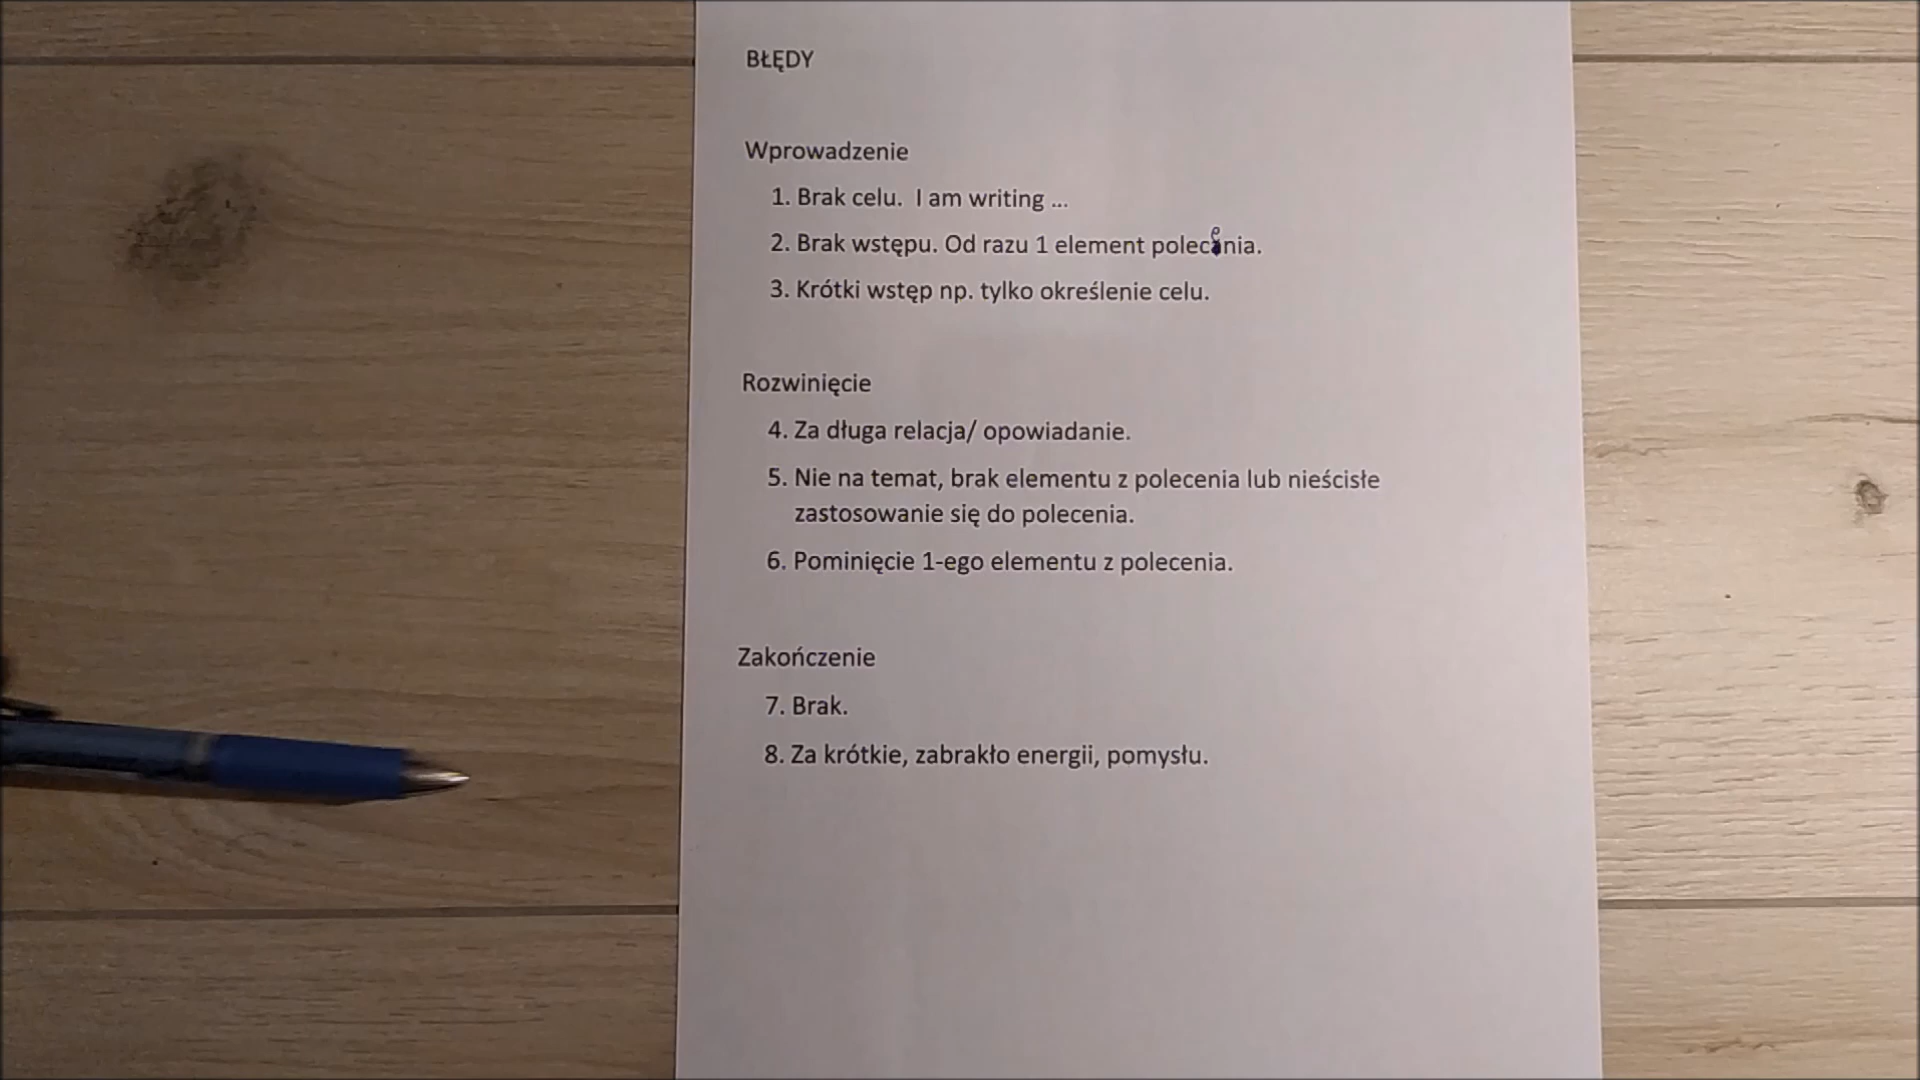 BŁĘDY
Wprowadzenie
1. Brak celu. I am writing ...
2. Brak wstępu. Od razu 1 element polecenia.
3. Krótki wstęp np. tylko określenie celu.
Rozwinięcie
4. Za długa relacja/ opowiadanie.
5. Nie na temat, brak elementu z polecenia lub nieścisłe
zastosowanie się do polecenia.
6. Pominięcie 1-ego elementu z polecenia.
Zakończenie
7. Brak.
8. Za krótkie, zabrakło energii, pomysłu.